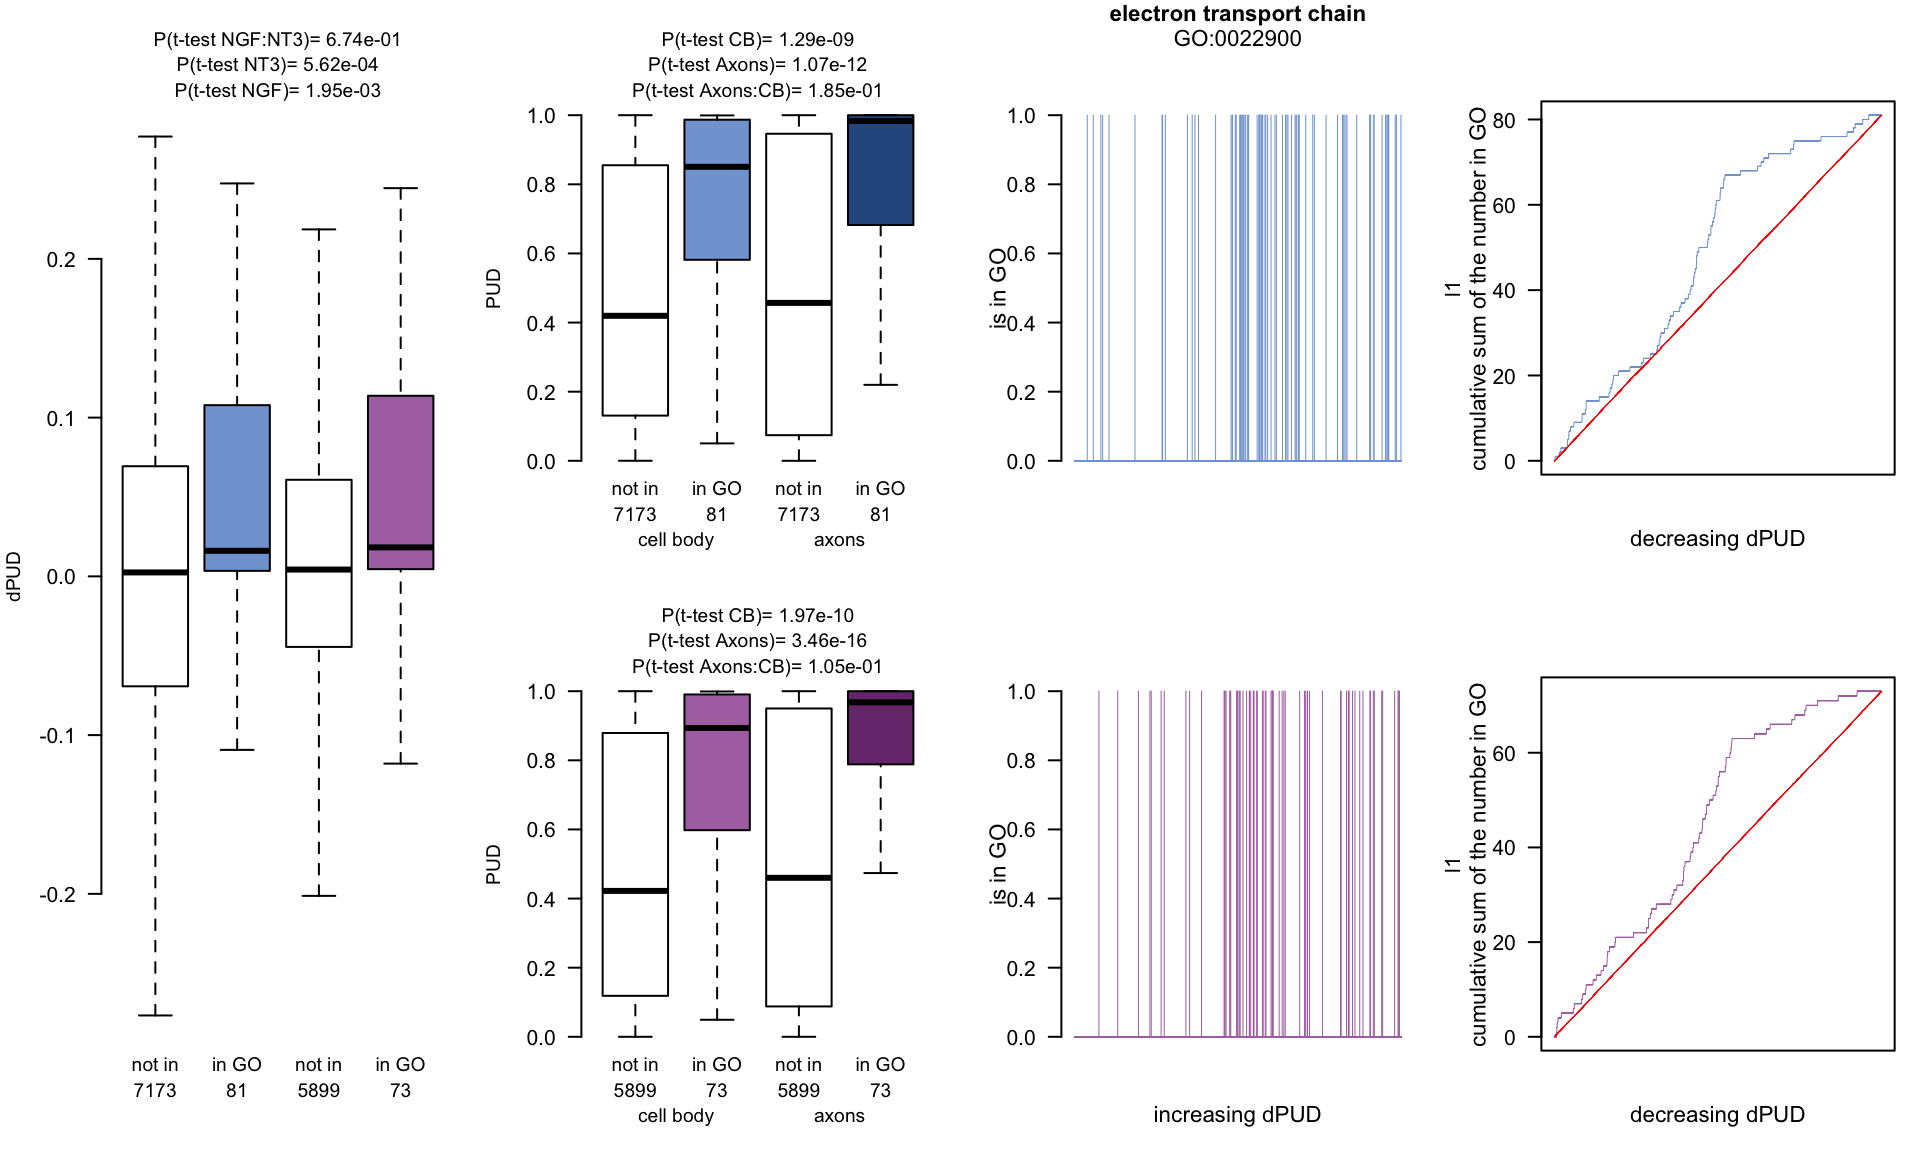 electron transport chain
GO:0022900
P(t-test NGF:NT3)= 6.74e-01
P(t-test NT3)= 5.62e-04
P(t-test NGF)= 1.95e-03
dPUD
0.2
0.1
0.0
-0.1
-0.2
not in in GO not in in GO
7173 81 5899 73
P(t-test CB)= 1.29e-09
P(t-test Axons)= 1.07e-12
P(t-test Axons:CB)= 1.85e-01
PUD
1.0
0.8
0.6
0.4
0.2
0.0
not in in GO not in in GO
7173 81 7173 81
cell body axons
is in GO
1.0
0.8
0.6
0.4
0.2
0.0
l1
cumulative sum of the number in GO
80
60
40
20
0
decreasing dPUD
P(t-test CB)= 1.97e-10
P(t-test Axons)= 3.46e-16
P(t-test Axons:CB)= 1.05e-01
PUD
1.0
0.8
0.6
0.4
0.2
0.0
not in in GO not in in GO
5899 73 5899 73
cell body axons
is in GO
1.0
0.8
0.6
0.4
0.2
0.0
increasing dPUD
l1
cumulative sum of the number in GO
60
40
20
0
decreasing dPUD